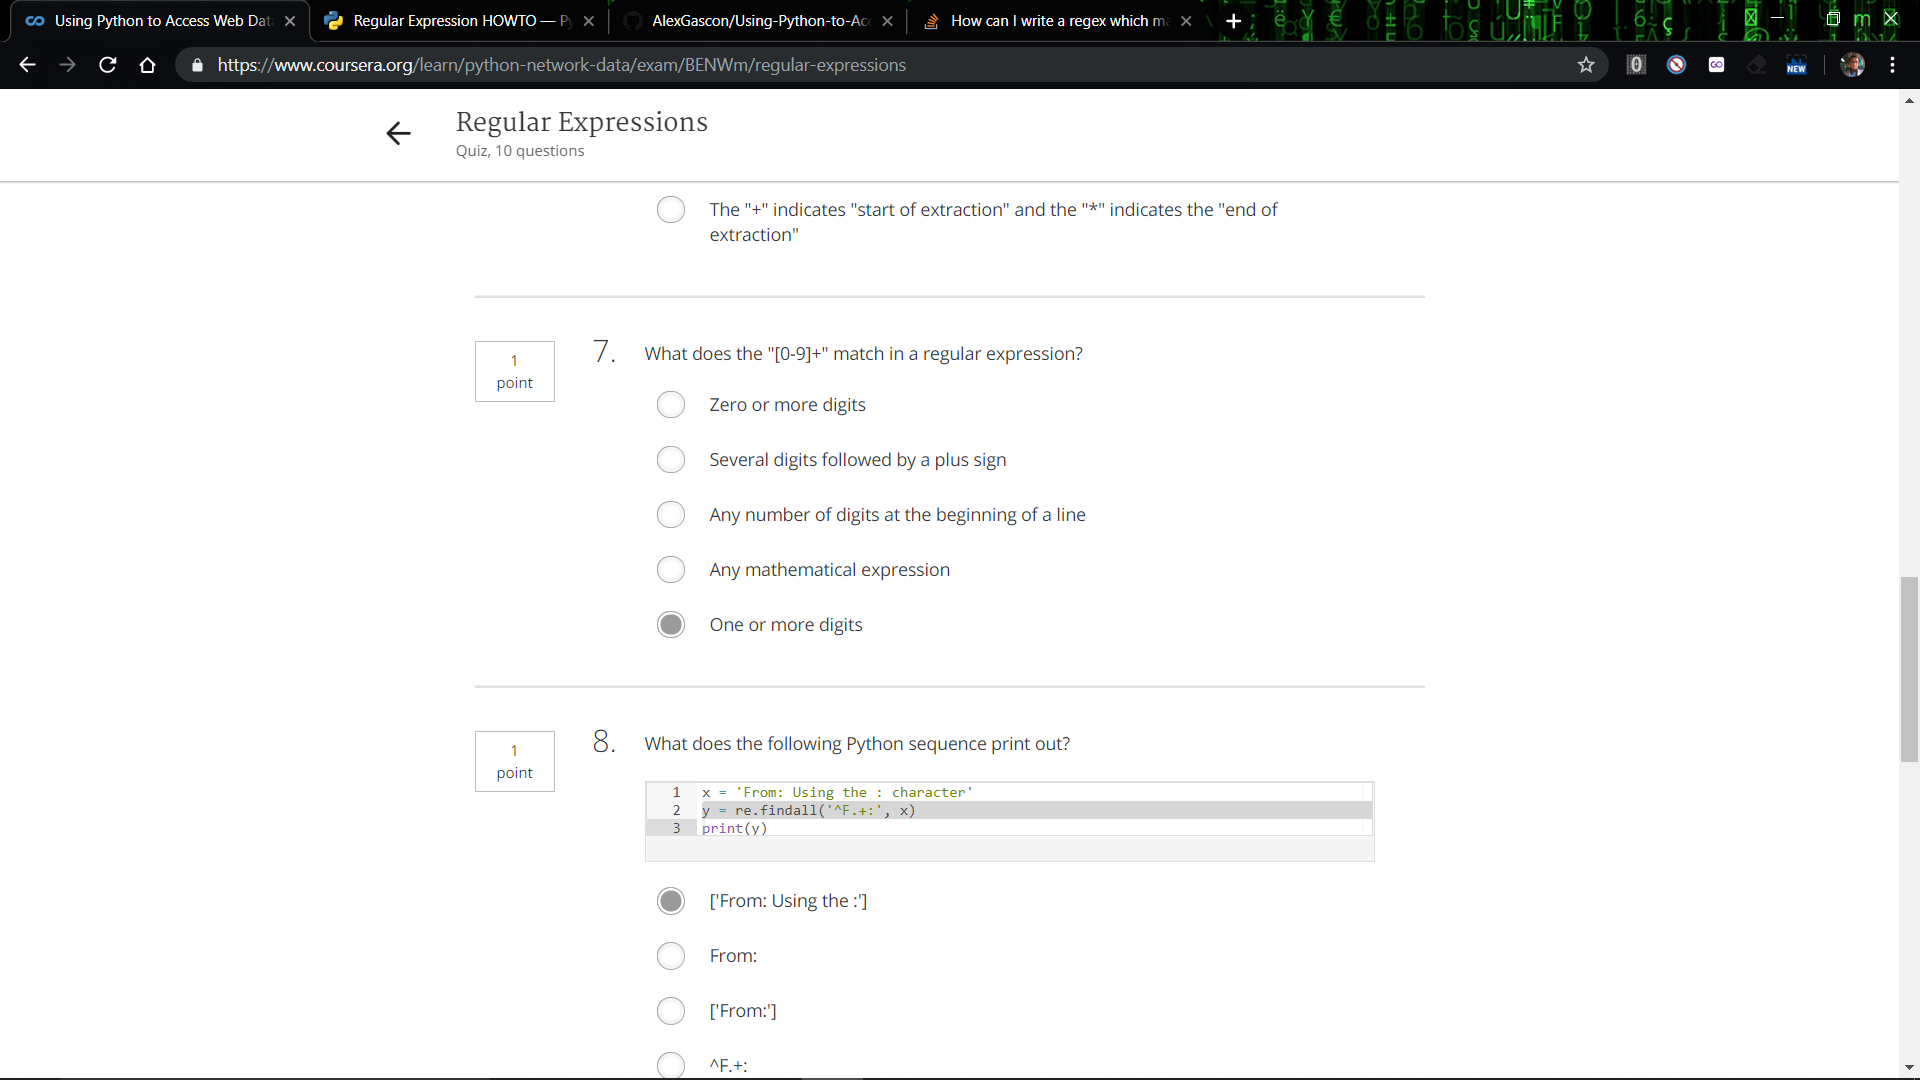 Using Python to Access Web Dat
Regular Expression HOWTO — Py
AlexGascon/Using-Python-to-Acc
How can I write a regex which ma
https://www.coursera.org/learn/python-network-data/exam/BENWm/regular-expressions
NEW
Regular Expressions
Quiz, 10 questions
The "+" indicates "start of extraction" and the "*" indicates the "end of
extraction"
1
point
7.
What does the "[0-9]+" match in a regular expression?
Zero or more digits
Several digits followed by a plus sign
Any number of digits at the beginning of a line
Any mathematical expression
One or more digits
1
point
8.
What does the following Python sequence print out?
1 x = 'From: Using the : character'
2 y = re.findall('^F.+:', x)
3 print(y)
['From: Using the :']
From:
['From:']
^F.+: